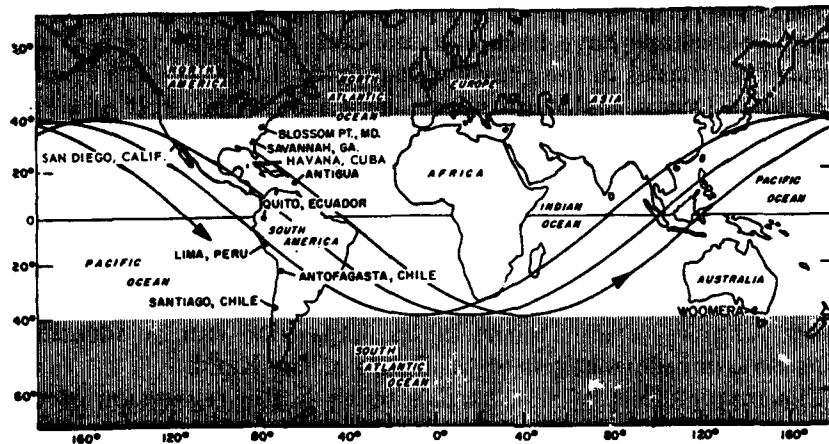 50°
NORTH
AMERICA
NORTH
ATLANTIC
OCEAN
EUROPE
ASIA
40°
BLOSSOM PT., MD.
SAVANNAH, GA.
SAN DIEGO, CALIF.
HAVANA, CUBA
ANTIGUA
20°
AFRICA
PACIFIC
OCEAN
QUITO, ECUADOR
INDIAN
OCEAN
0
SOUTH
AMERICA
LIMA, PERU
20°
PACIFIC
OCEAN
ANTOFAGASTA, CHILE
AUSTRALIA
SANTIAGO, CHILE
WOOMERA
40°
SOUTH
ATLANTIC
OCEAN
60°
160° 120° 80° 40° 0° 40° 80° 120° 160°